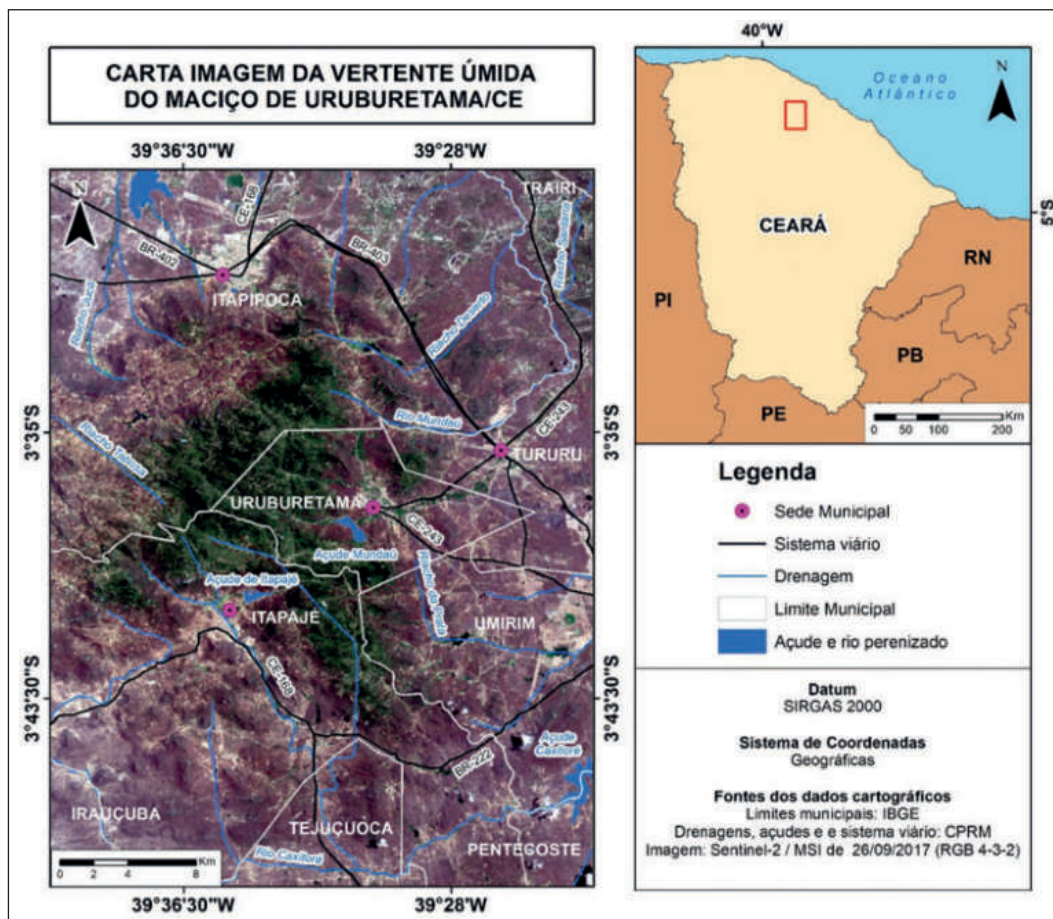 CARTA IMAGEM DA VERTENTE ÚMIDA
DO MACIÇO DE URUBURETAMA/CE
39°36'30"W
39°28'W
N
TRAIRI
CE-168
BR-402
BR-403
ITAPIPOCA
Riacho Deserto
Rio Mundaú
CE-243
3°35'S
3°35'S
TURURU
URUBURETAMA
CE-243
Açude Mundaú
Açude de Itapajé
ITAPAJÉ
UMIRIM
CE-168
3°43'30"S
3°43'30"S
Açude
Caxitoré
BR-222
IRAUÇUBA
TEJUÇUOCA
PENTECOSTE
Rio Caxitoré
Km
0 2 4 8
39°36'30"W
39°28'W
40°W
Oceano
Atlântico
N
5°S
CEARÁ
RN
PI
PB
PE
Km
0 50 100 200
Legenda
Sede Municipal
Sistema viário
Drenagem
Limite Municipal
Açude e rio perenizado
Datum
SIRGAS 2000
Sistema de Coordenadas
Geográficas
Fontes dos dados cartográficos
Limites municipais: IBGE
Drenagens, açudes e e sistema viário: CPRM
Imagem: Sentinel-2 / MSI de 26/09/2017 (RGB 4-3-2)